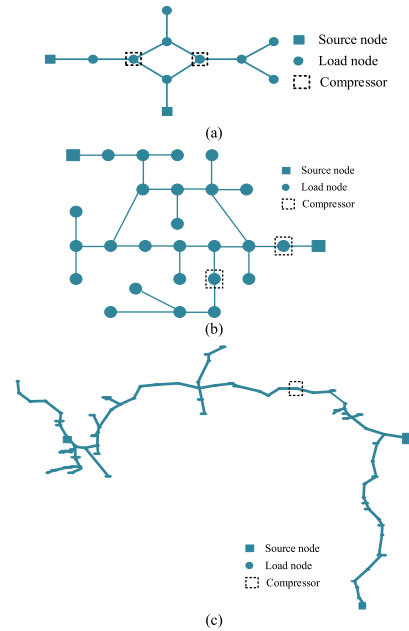 Source node
Load node
Compressor
(a)
Source node
Load node
Compressor
(b)
Source node
Load node
Compressor
(c)